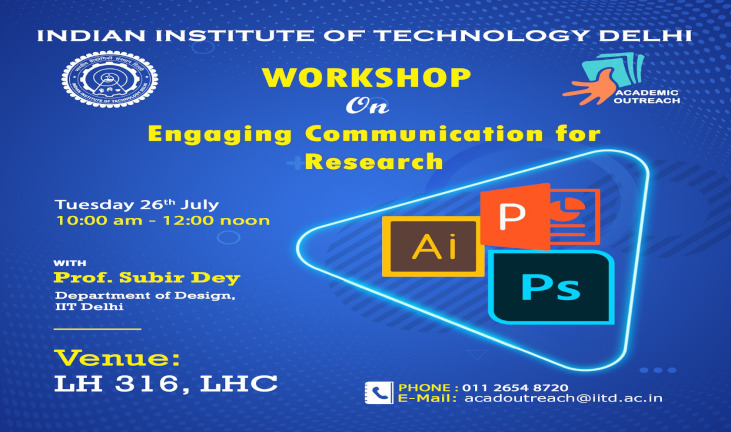 INDIAN INSTITUTE OF TECHNOLOGY DELHI
WORKSHOP
On
Engaging Communication for
Research
ACADEMIC
OUTREACH
Tuesday 26th July
10:00 am - 12:00 noon
WITH
Prof. Subir Dey
Department of Design,
IIT Delhi
Venue:
LH 316, LHC
Ai
P
Ps
PHONE : 011 2654 8720
E-Mail: acadoutreach@iitd.ac.in